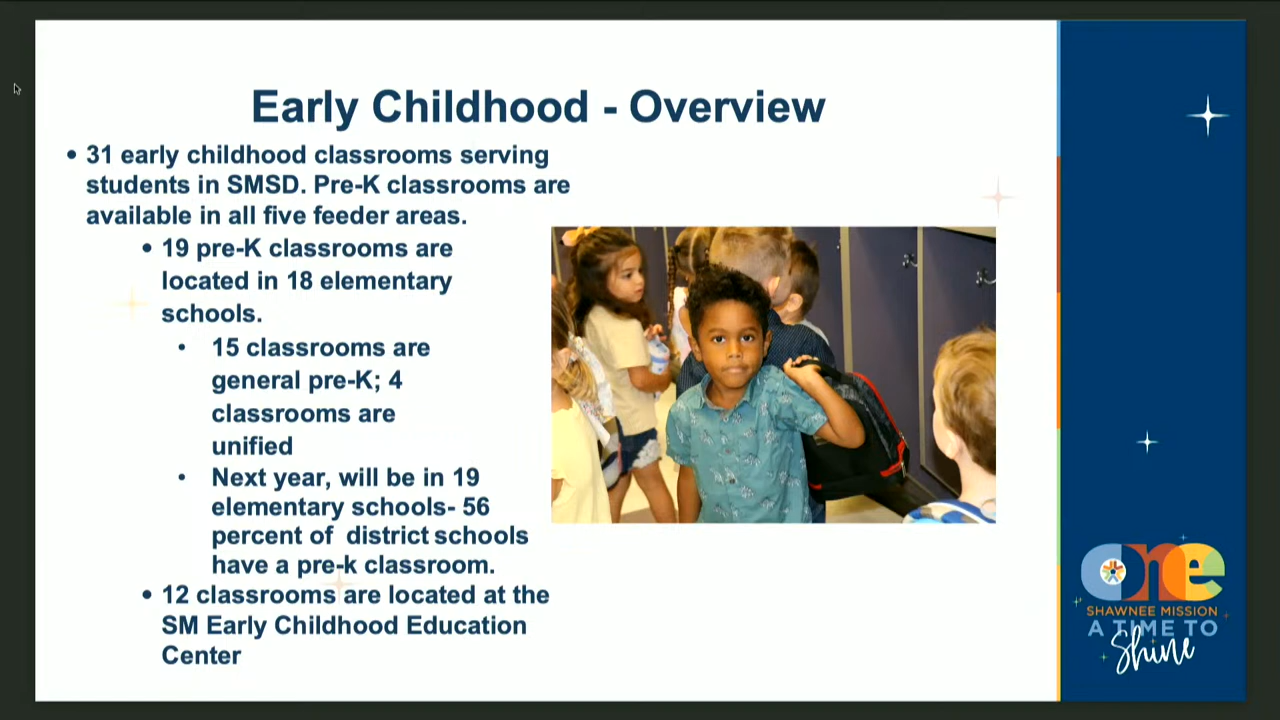 Early Childhood - Overview
• 31 early childhood classrooms serving
students in SMSD. Pre-K classrooms are
available in all five feeder areas.
• 19 pre-K classrooms are
located in 18 elementary
schools.
• 15 classrooms are
general pre-K; 4
classrooms are
unified
• Next year, will be in 19
elementary schools- 56
percent of district schools
have a pre-k classroom.
• 12 classrooms are located at the
SM Early Childhood Education
Center
one
SHAWNEE MISSION
A TIME TO
Shine